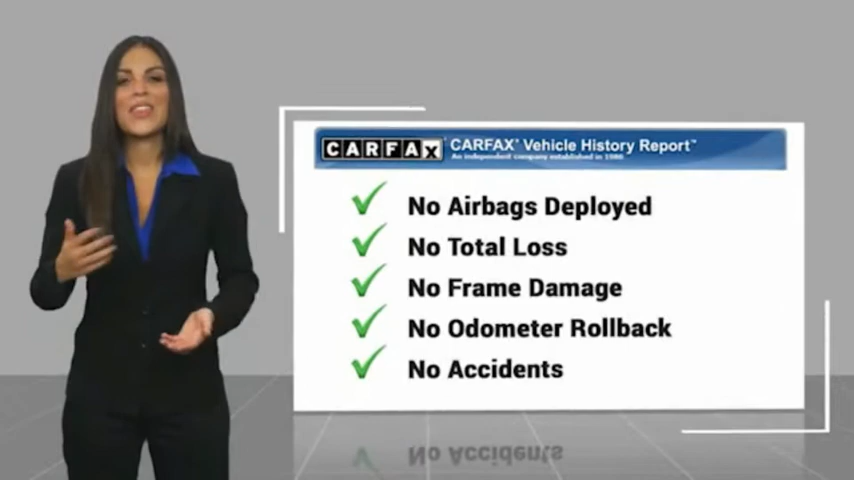 CARFAX CARFAX® Vehicle History Report™
An independent company established in 1986
No Airbags Deployed
No Total Loss
No Frame Damage
No Odometer Rollback
No Accidents
No Accidents